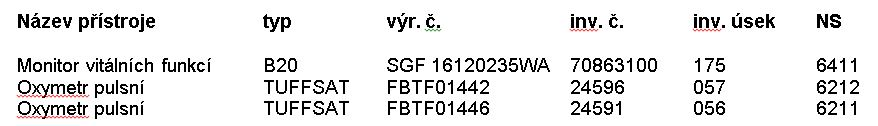 Název přístroje typ výr. č. inv. č. inv. úsek NS
Monitor vitálních funkcí B20 SGF 16120235WA 70863100 175 6411
Oxymetr pulsní TUFFSAT FBTF01442 24596 057 6212
Oxymetr pulsní TUFFSAT FBTF01446 24591 056 6211